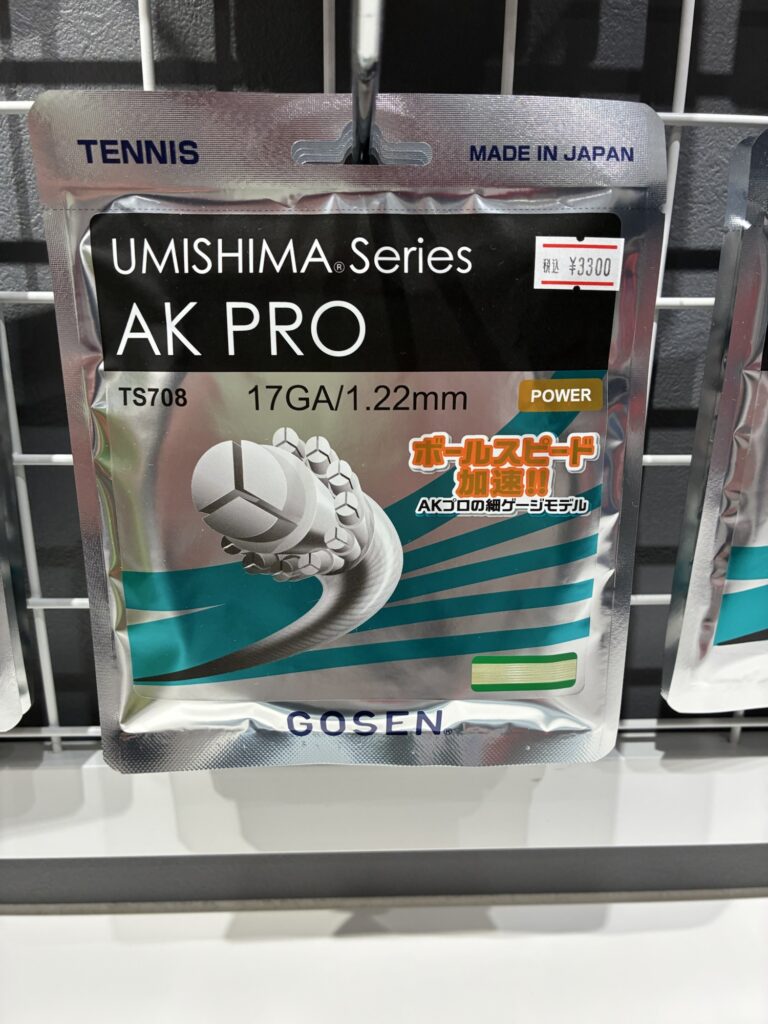 TENNIS
MADE IN JAPAN
UMISHIMA® Series
税込 ¥3300
AK PRO
TS708
17GA/1.22mm
POWER
ボールスピード
加速!!
AKプロの細ゲージモデル
GOSEN®